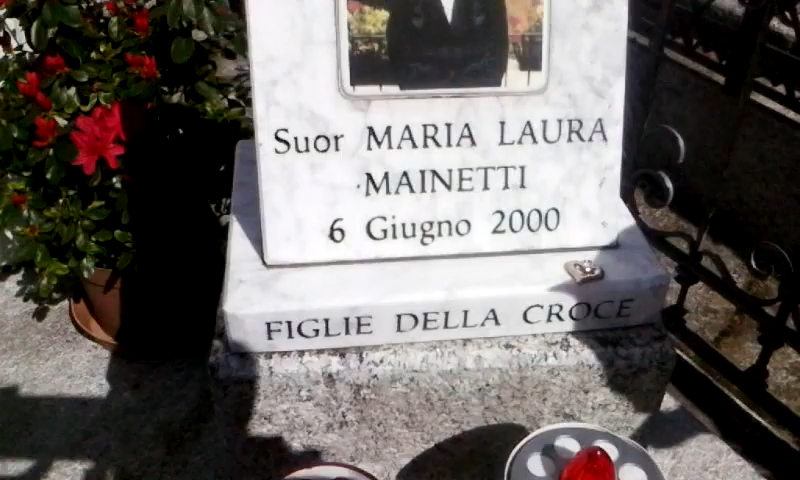 Suor MARIA LAURA
MAINETTI
6 Giugno 2000
FIGLIE DELLA CROCE